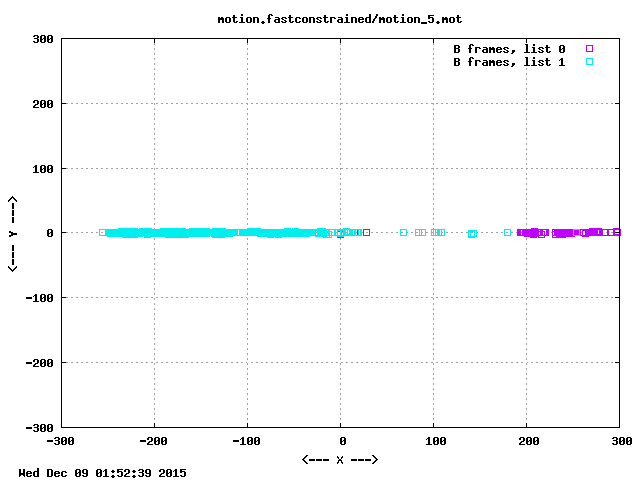 motion.fastconstrained/motion_5.mot
B frames, list 0
B frames, list 1
300
200
100
0
-100
-200
-300
<--- Y --->
-300 -200 -100 0 100 200 300
<--- X --->
Wed Dec 09 01:52:39 2015